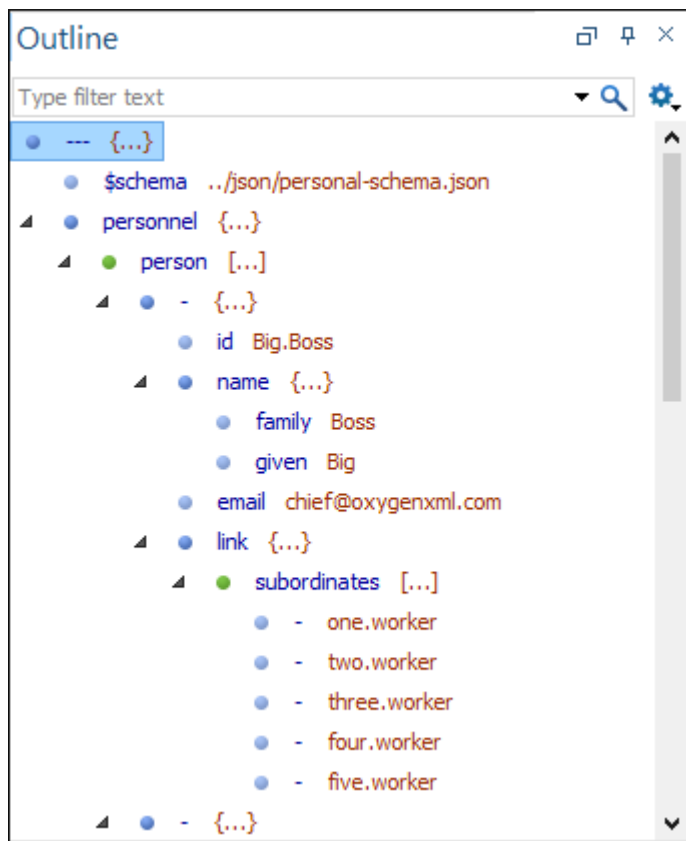 Outline
Type filter text
--- {...}
$schema ../json/personal-schema.json
personnel {...}
person [...]
- {...}
id Big.Boss
name {...}
family Boss
given Big
email chief@oxygenxml.com
link {...}
subordinates [...]
- one.worker
- two.worker
- three.worker
- four.worker
- five.worker
- {...}